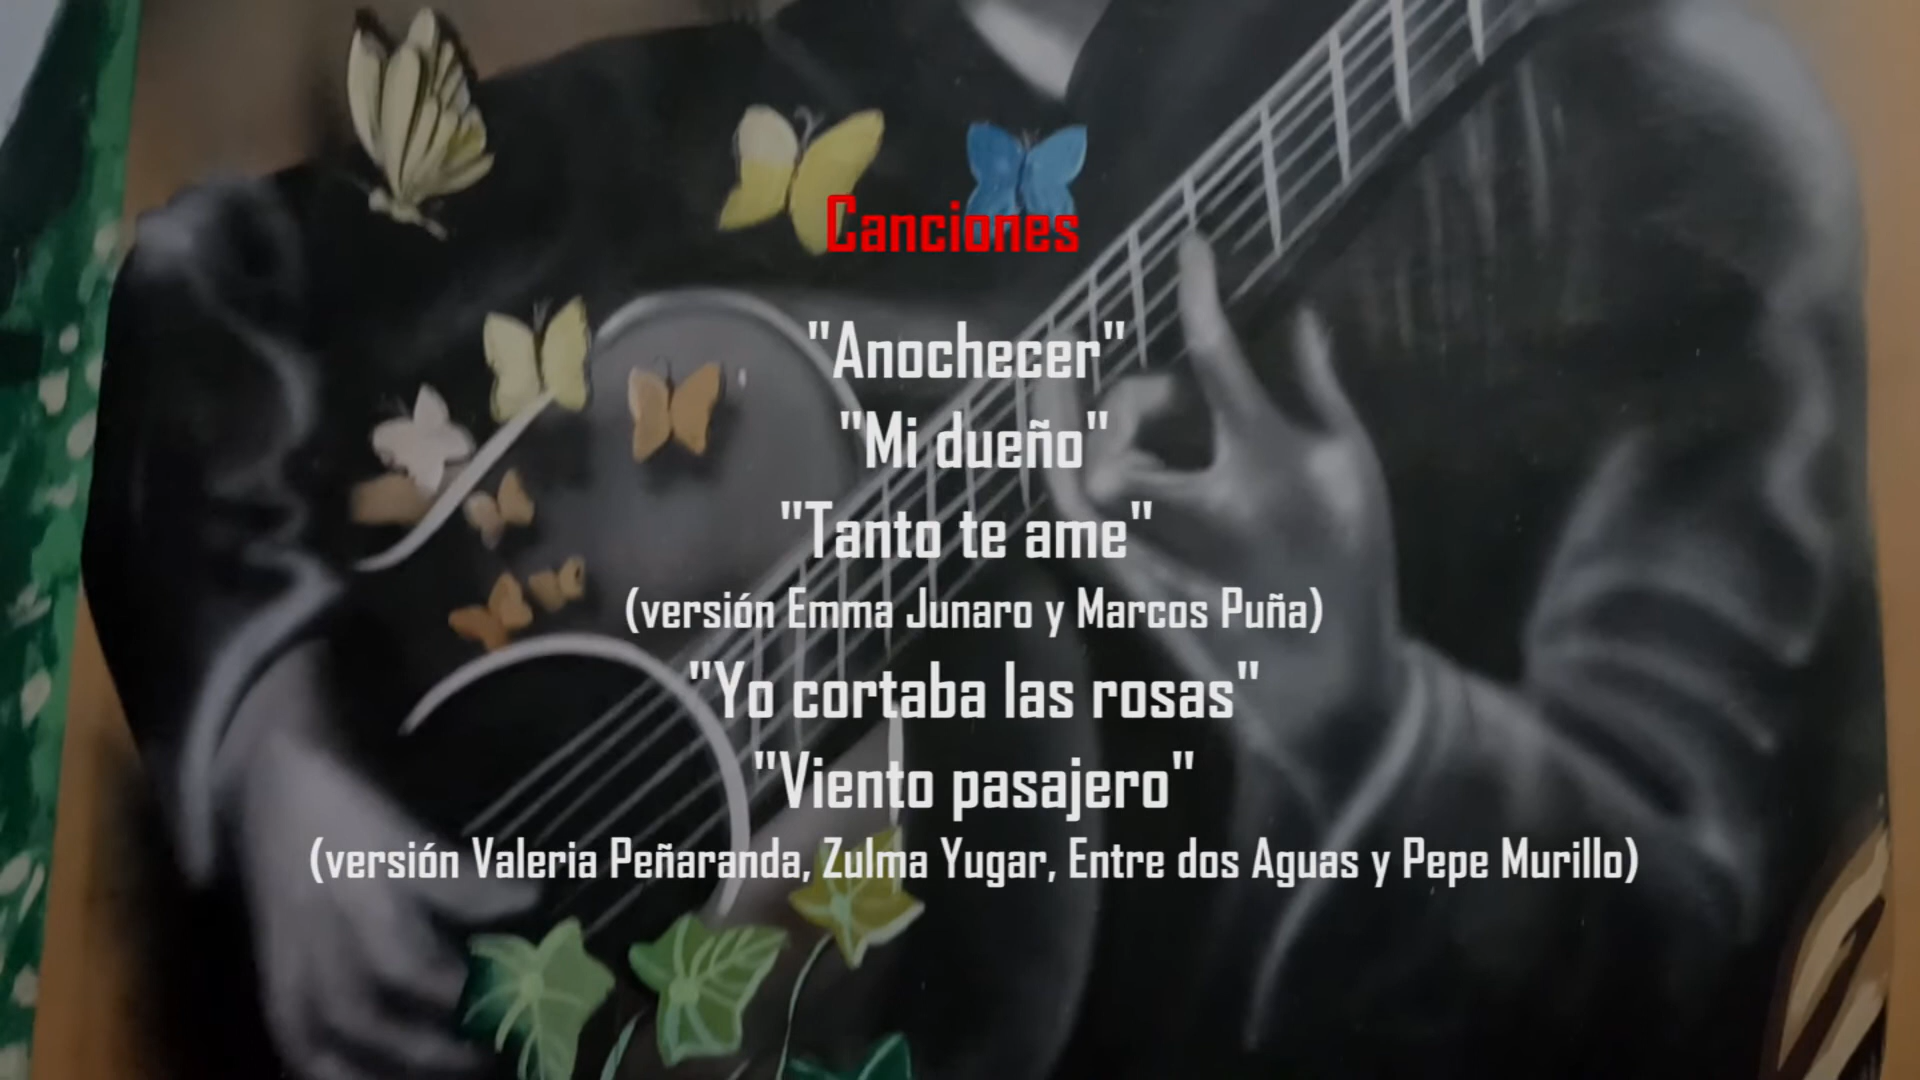 Canciones
"Anochecer"
"Mi dueño"
"Tanto te ame"
(versión Emma Junaro y Marcos Puña)
"Yo cortaba las rosas"
"Viento pasajero"
(versión Valeria Peñaranda, Zulma Yugar, Entre dos Aguas y Pepe Murillo)